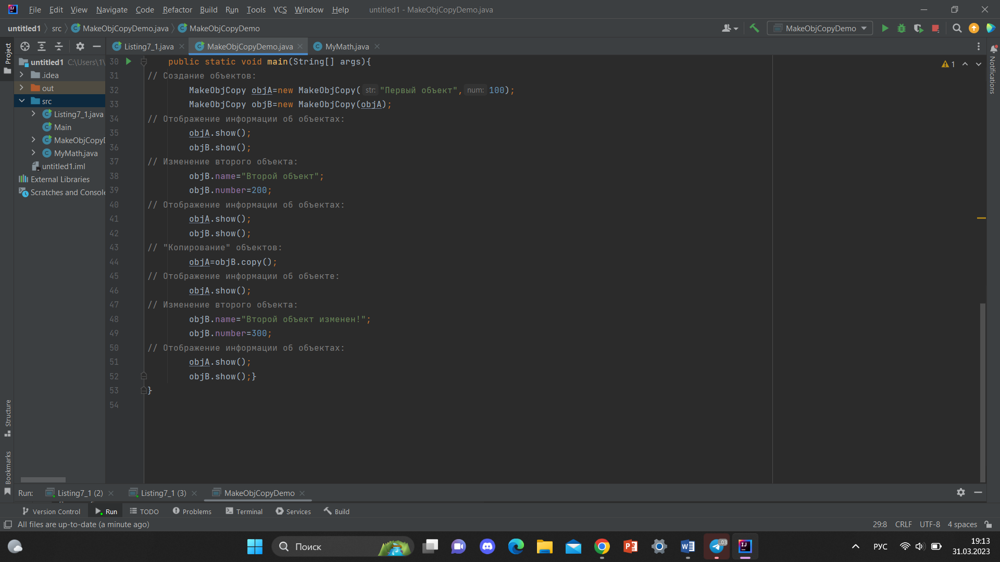 File Edit View Navigate Code Refactor Build Run Tools VCS Window Help untitled1 - MakeObjCopyDemo.java
untitled1 src MakeObjCopyDemo.java MakeObjCopyDemo MakeObjCopyDemo
Project
Listing7_1.java MakeObjCopyDemo.java MyMath.java
untitled1 C:\Users\1\
.idea
out
src
Listing7_1.java
Main
MakeObjCopyD
MyMath.java
untitled1.iml
External Libraries
Scratches and Console
30 public static void main(String[] args){
31 // Создание объектов:
32 MakeObjCopy objA=new MakeObjCopy( str: "Первый объект", num: 100);
33 MakeObjCopy objB=new MakeObjCopy(objA);
34 // Отображение информации об объектах:
35 objA.show();
36 objB.show();
37 // Изменение второго объекта:
38 objB.name="Второй объект";
39 objB.number=200;
40 // Отображение информации об объектах:
41 objA.show();
42 objB.show();
43 // "Копирование" объектов:
44 objA=objB.copy();
45 // Отображение информации об объекте:
46 objA.show();
47 // Изменение второго объекта:
48 objB.name="Второй объект изменен!";
49 objB.number=300;
50 // Отображение информации об объектах:
51 objA.show();
52 objB.show();}
53 }
54
1
Notifications
Structure
Bookmarks
Run: Listing7_1 (2) Listing7_1 (3) MakeObjCopyDemo
Version Control Run TODO Problems Terminal Services Build
All files are up-to-date (a minute ago) 29:8 CRLF UTF-8 4 spaces
Поиск
РУС
19:13
31.03.2023